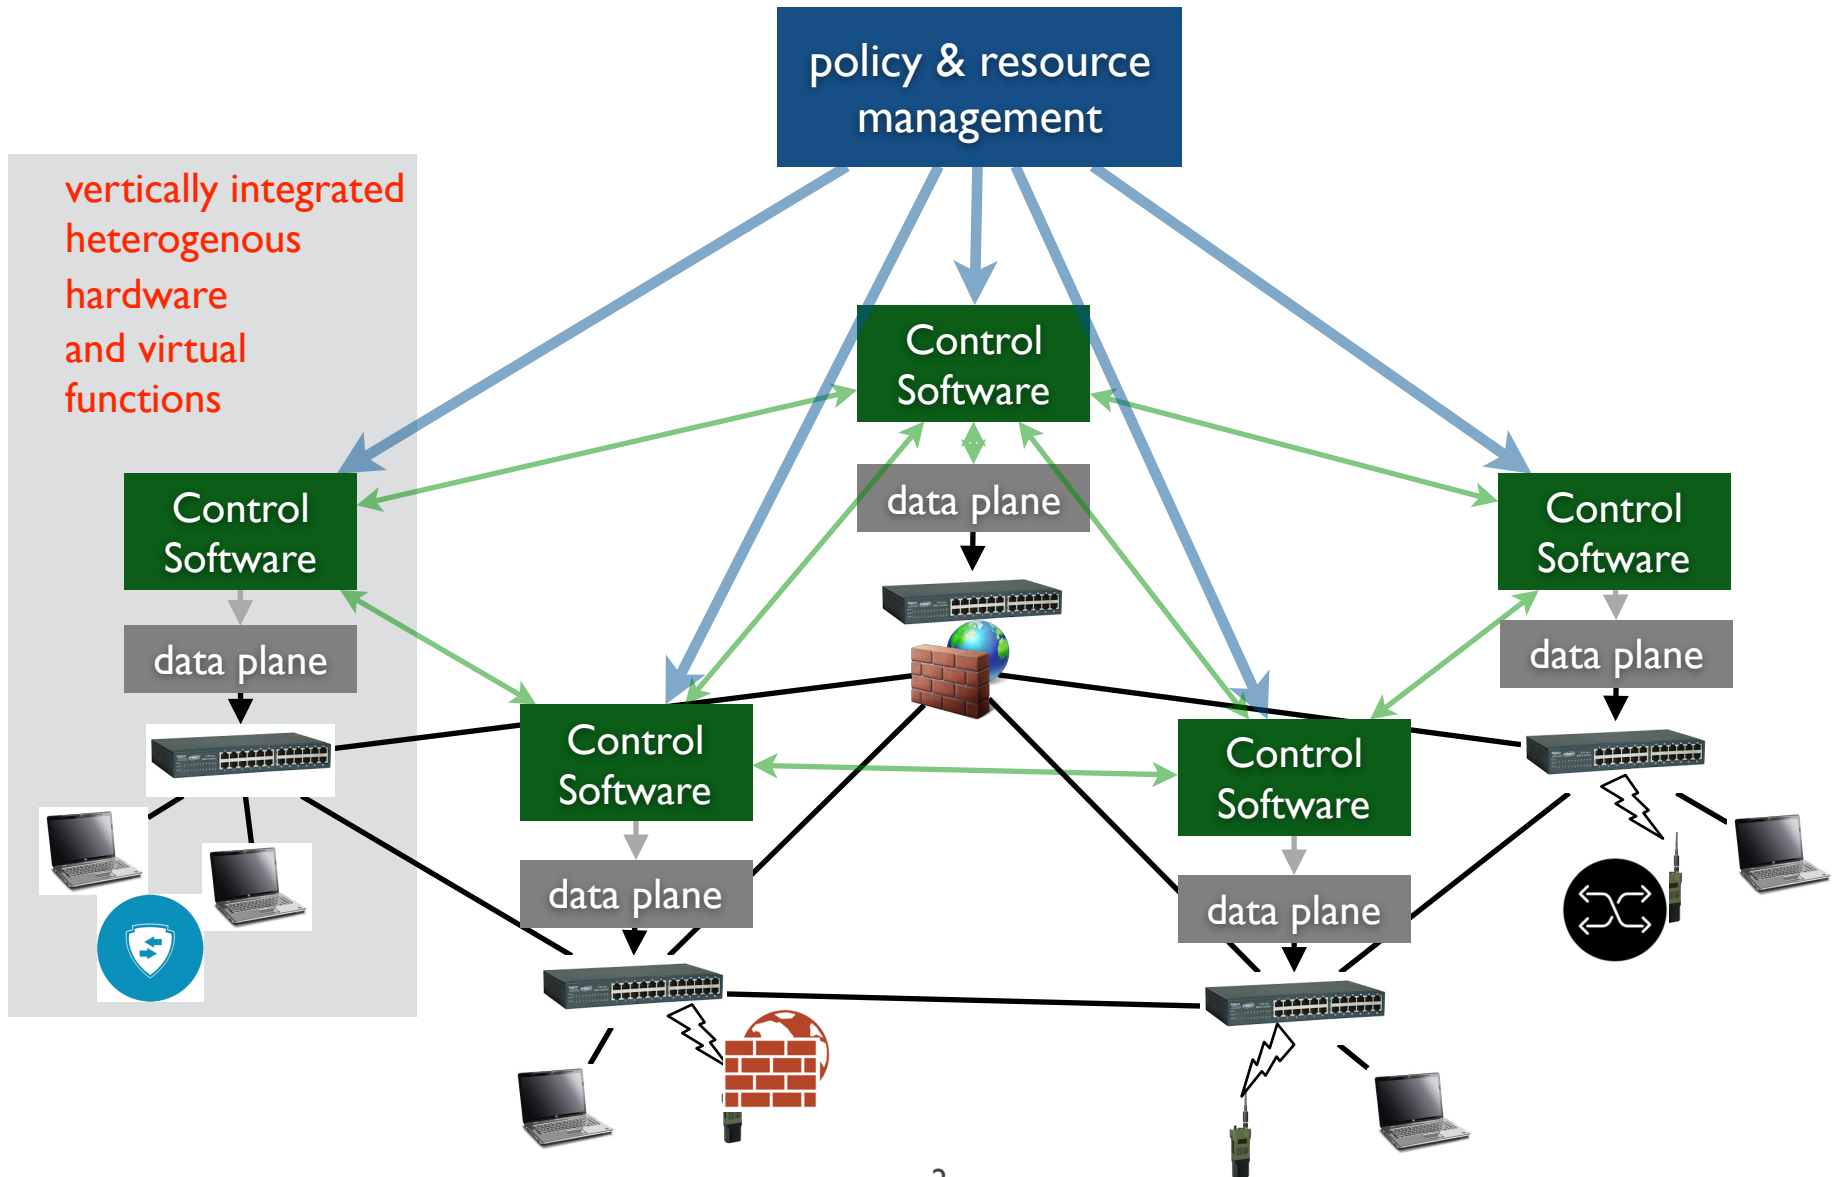 policy & resource
management
vertically integrated
heterogenous
hardware
and virtual
functions
Control
Software
data plane
Control
Software
data plane
Control
Software
data plane
Control
Software
data plane
Control
Software
data plane